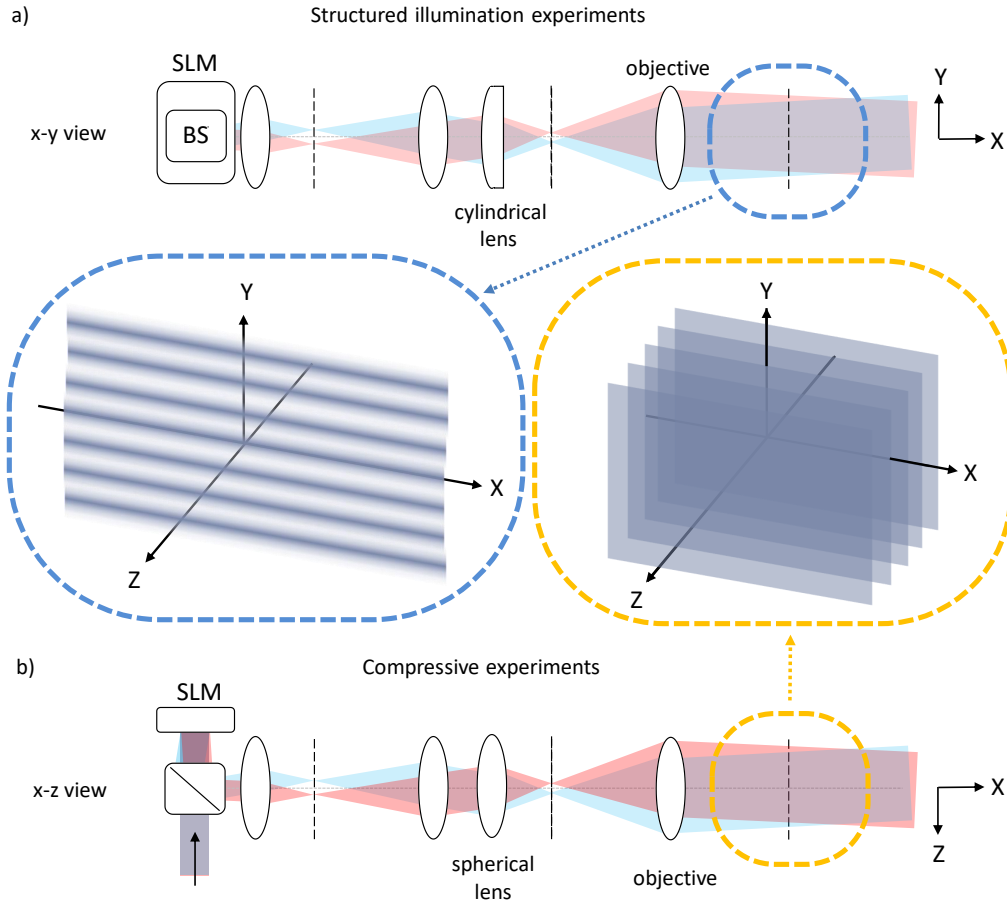 a)
Structured illumination experiments
SLM
BS
x-y view
objective
cylindrical
lens
Y
X
Y
X
Z
Y
X
Z
b)
Compressive experiments
SLM
x-z view
spherical
lens
objective
X
Z